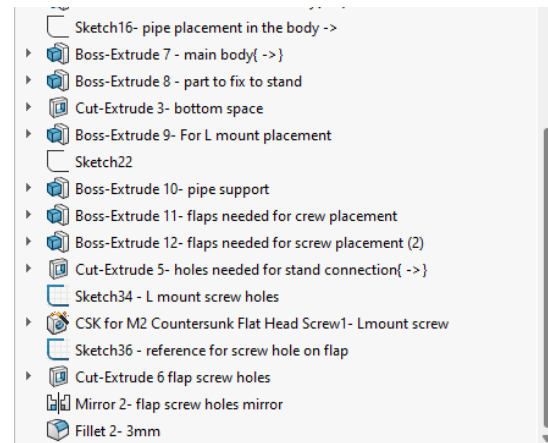 Sketch16- pipe placement in the body ->
Boss-Extrude 7 - main body{ ->}
Boss-Extrude 8 - part to fix to stand
Cut-Extrude 3- bottom space
Boss-Extrude 9- For L mount placement
Sketch22
Boss-Extrude 10- pipe support
Boss-Extrude 11- flaps needed for crew placement
Boss-Extrude 12- flaps needed for screw placement (2)
Cut-Extrude 5- holes needed for stand connection{ ->}
Sketch34 - L mount screw holes
CSK for M2 Countersunk Flat Head Screw1- Lmount screw
Sketch36 - reference for screw hole on flap
Cut-Extrude 6 flap screw holes
Mirror 2- flap screw holes mirror
Fillet 2- 3mm